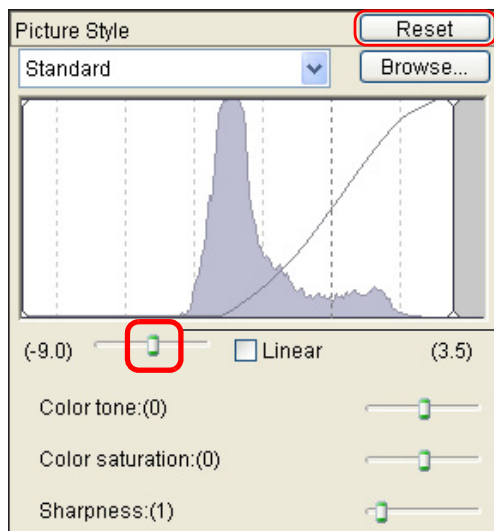 Picture Style Reset
Standard Browse...
(-9.0) Linear (3.5)
Color tone:(0)
Color saturation:(0)
Sharpness:(1)